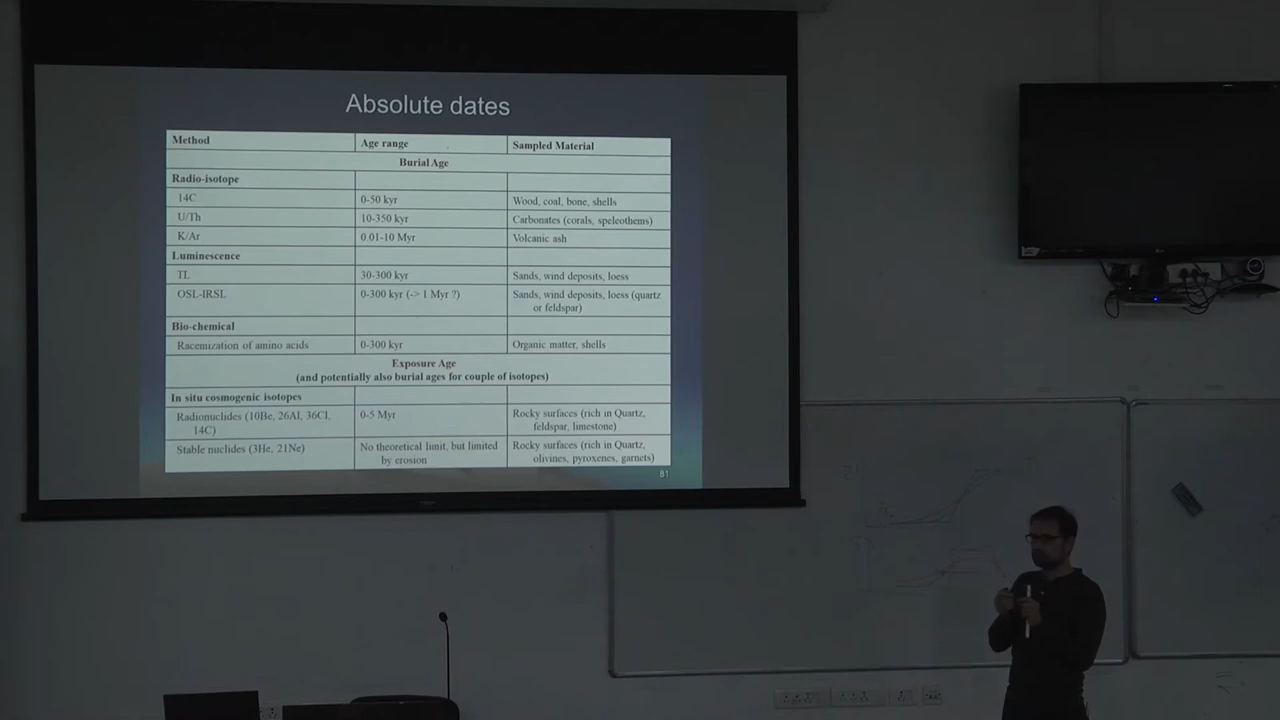 Absolute dates
Method Age range Sampled Material
Burial Age
Radio-isotope
14C 0-50 kyr Wood, coal, bone, shells
U/Th 10-350 kyr Carbonates (corals, speleothems)
K/Ar 0.01-10 Myr Volcanic ash
Luminescence
TL 30-300 kyr Sands, wind deposits, loess
OSL-IRSL 0-300 kyr (-> 1 Myr ?) Sands, wind deposits, loess (quartz
or feldspar)
Bio-chemical
Racemization of amino acids 0-300 kyr Organic matter, shells
Exposure Age
(and potentially also burial ages for couple of isotopes)
In situ cosmogenic isotopes
Radionuclides (10Be, 26Al, 36Cl, 0-5 Myr Rocky surfaces (rich in Quartz,
14C) feldspar, limestone)
Stable nuclides (3He, 21Ne) No theoretical limit, but limited Rocky surfaces (rich in Quartz,
by erosion olivines, pyroxenes, garnets)
81